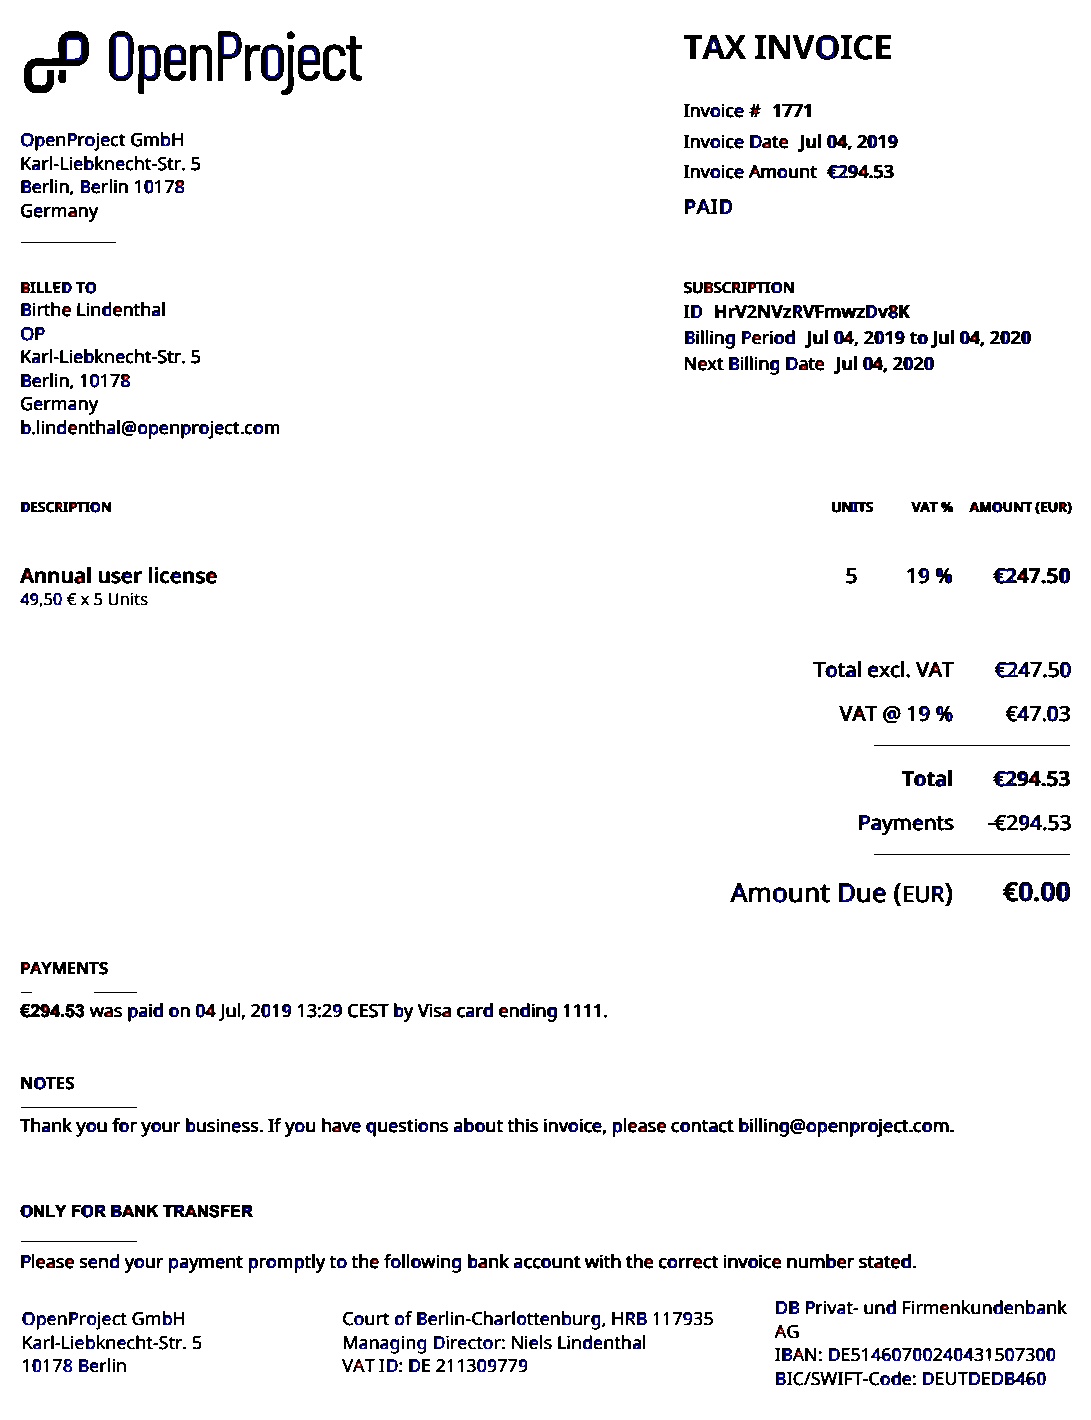 OpenProject
TAX INVOICE
Invoice # 1771
Invoice Date Jul 04, 2019
Invoice Amount €294.53
PAID
OpenProject GmbH
Karl-Liebknecht-Str. 5
Berlin, Berlin 10178
Germany
BILLED TO
Birthe Lindenthal
OP
Karl-Liebknecht-Str. 5
Berlin, 10178
Germany
b.lindenthal@openproject.com
SUBSCRIPTION
ID HrV2NVzRVFmwzDv8K
Billing Period Jul 04, 2019 to Jul 04, 2020
Next Billing Date Jul 04, 2020
DESCRIPTION UNITS VAT % AMOUNT (EUR)
Annual user license 5 19 % €247.50
49,50 € x 5 Units
Total excl. VAT €247.50
VAT @ 19 % €47.03
Total €294.53
Payments -€294.53
Amount Due (EUR) €0.00
PAYMENTS
€294.53 was paid on 04 Jul, 2019 13:29 CEST by Visa card ending 1111.
NOTES
Thank you for your business. If you have questions about this invoice, please contact billing@openproject.com.
ONLY FOR BANK TRANSFER
Please send your payment promptly to the following bank account with the correct invoice number stated.
OpenProject GmbH
Karl-Liebknecht-Str. 5
10178 Berlin
Court of Berlin-Charlottenburg, HRB 117935
Managing Director: Niels Lindenthal
VAT ID: DE 211309779
DB Privat- und Firmenkundenbank
AG
IBAN: DE51460700240431507300
BIC/SWIFT-Code: DEUTDEDB460